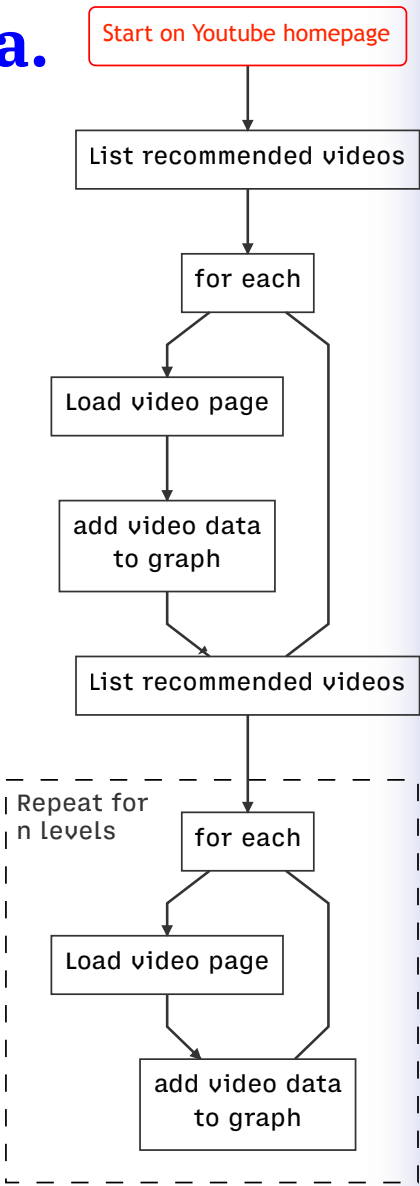 a.
Start on Youtube homepage
List recommended videos
for each
Load video page
add video data
to graph
List recommended videos
Repeat for
n levels
for each
Load video page
add video data
to graph